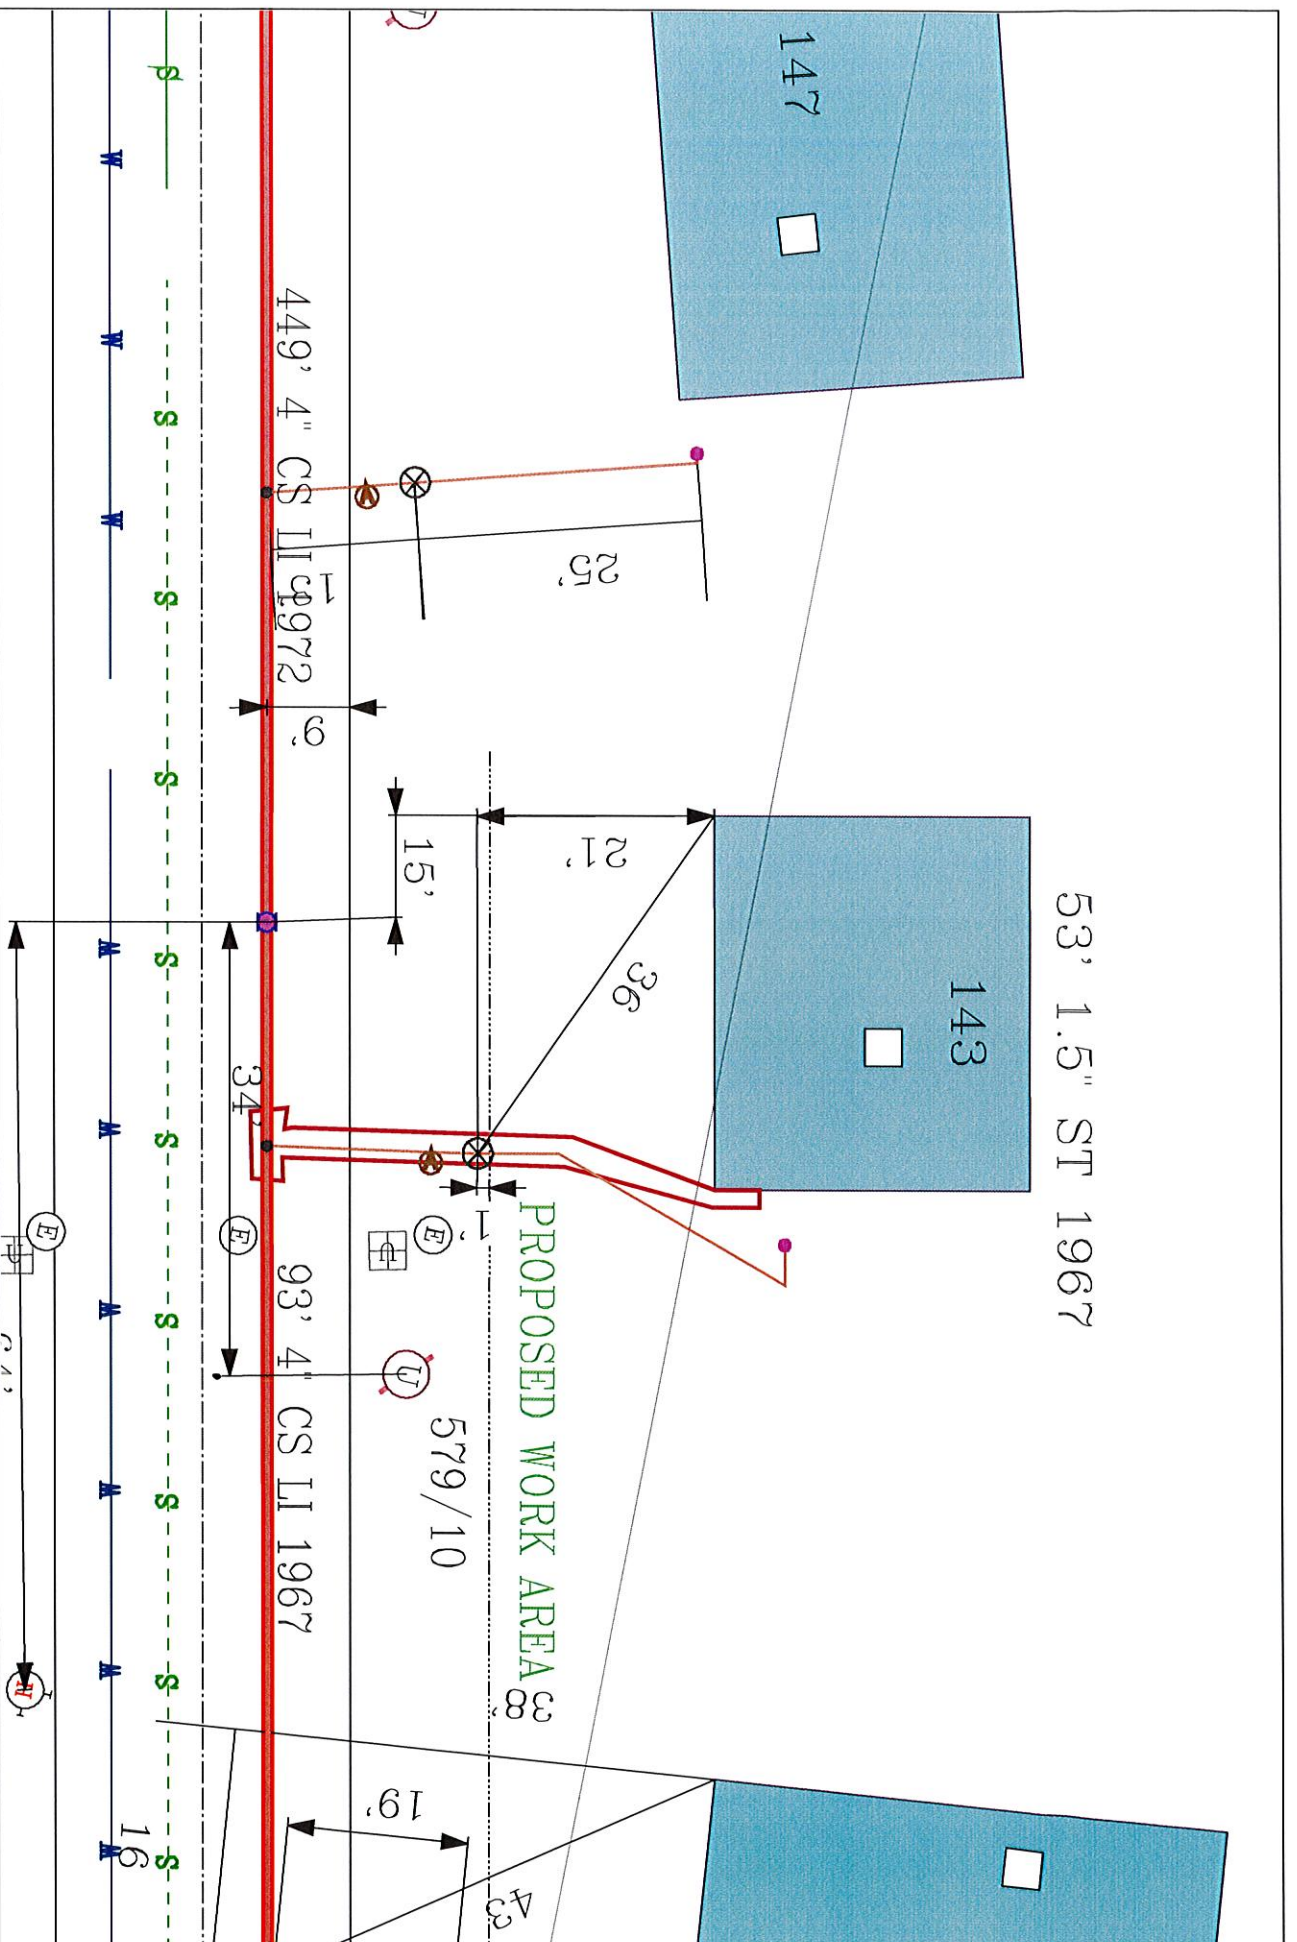 147
449' 4" CS LI 1972
25'
9'
15'
21'
36
143
53' 1.5" ST 1967
34'
1'
PROPOSED WORK AREA
93' 4" CS LI 1967
579/10
38'
19'
43
16
W
W
W
W
W
W
W
W
W
W
S
S
S
S
S
S
S
S
S
S
A
A
E
E
E
U
U
N